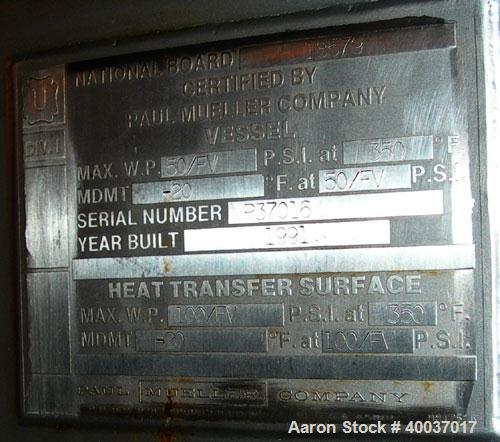 NATIONAL BOARD 18579
CERTIFIED BY
PAUL MUELLER COMPANY
U
VESSEL
DIV. 1
MAX. W.P. 50/FV P.S.I. at 350 °F.
MDMT -20 °F. at 50/FV P.S.I.
SERIAL NUMBER P37016
YEAR BUILT 1991
HEAT TRANSFER SURFACE
MAX. W.P. 100/FV P.S.I. at 350 °F.
MDMT -20 °F. at 100/FV P.S.I.
PAUL MUELLER COMPANY
Aaron Stock # 40037017